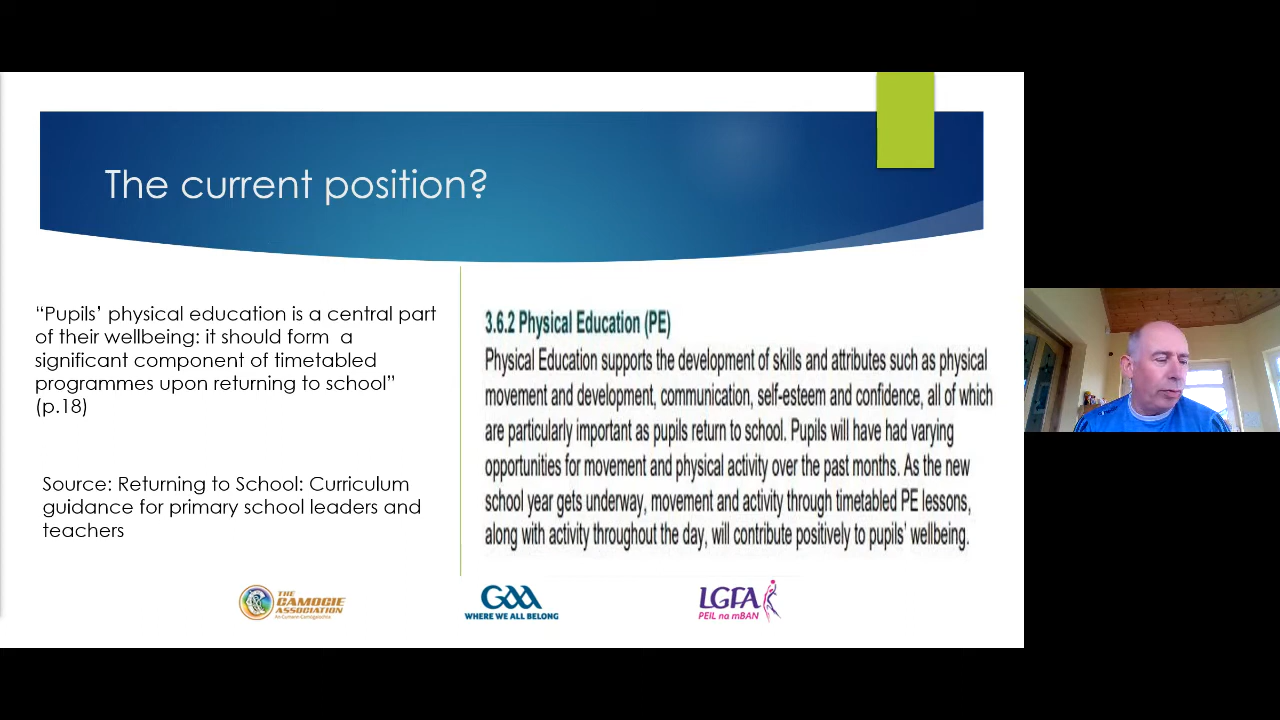 The current position?
“Pupils’ physical education is a central part
of their wellbeing: it should form a
significant component of timetabled
programmes upon returning to school”
(p.18)
Source: Returning to School: Curriculum
guidance for primary school leaders and
teachers
3.6.2 Physical Education (PE)
Physical Education supports the development of skills and attributes such as physical
movement and development, communication, self-esteem and confidence, all of which
are particularly important as pupils return to school. Pupils will have had varying
opportunities for movement and physical activity over the past months. As the new
school year gets underway, movement and activity through timetabled PE lessons,
along with activity throughout the day, will contribute positively to pupils’ wellbeing.
THE
CAMOGIE
ASSOCIATION
An Cumann Camógaíochta
GAA
WHERE WE ALL BELONG
LGFA
PEIL na mBAN